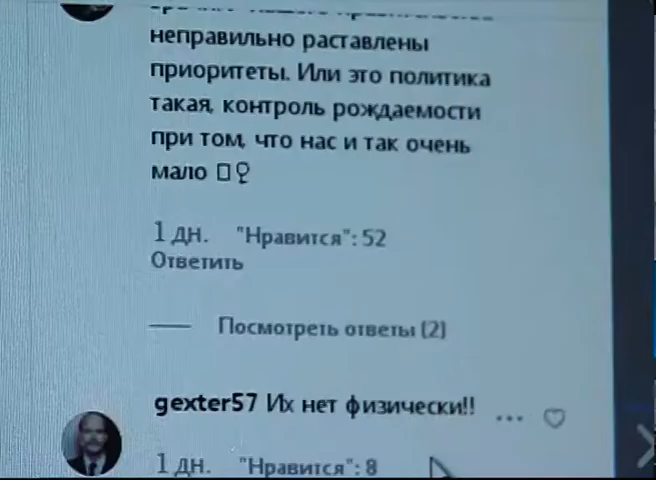 неправильно раставлены
приоритеты. Или это политика
такая, контроль рождаемости
при том, что нас и так очень
мало
1 дн. "Нравится": 52
Ответить
Посмотреть ответы (2)
gexter57 Их нет физически!!
1 дн. "Нравится": 8